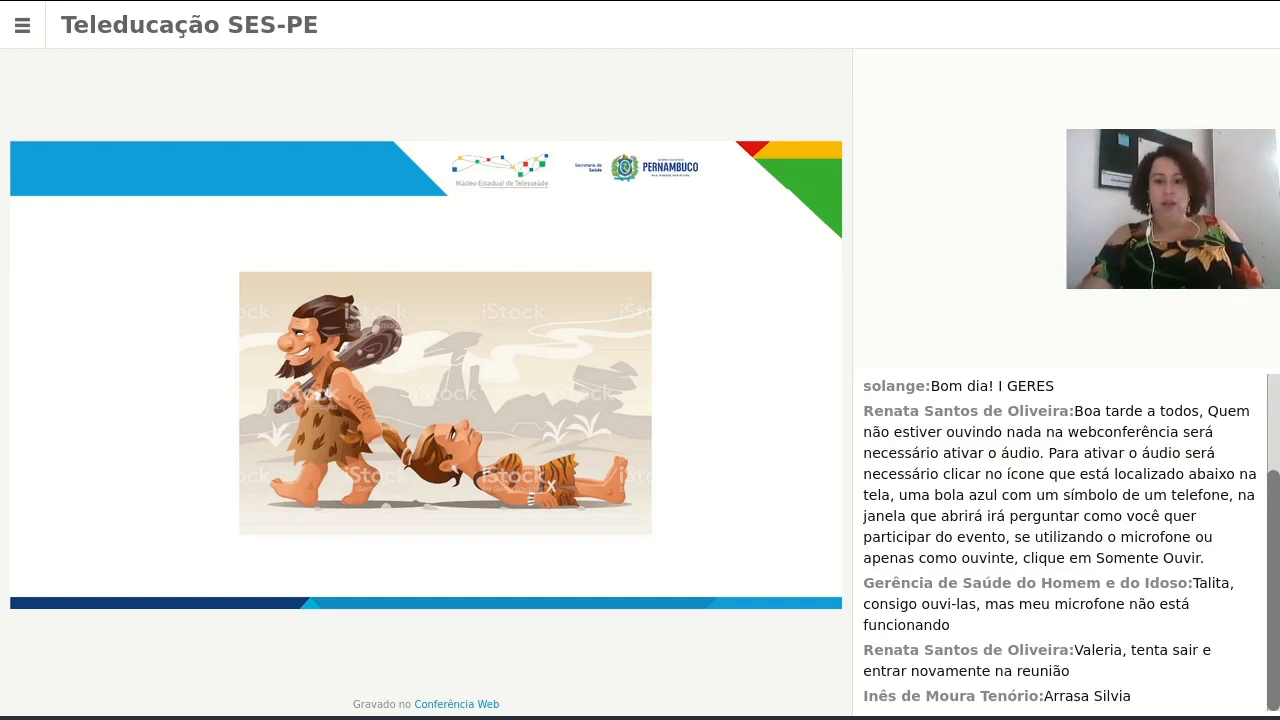 Teleducação SES-PE
Núcleo Estadual de Telessaúde
Secretaria de
Saúde
PERNAMBUCO
iStock
iStock
iStock
iStock
iStock
iStock
solange:Bom dia! I GERES
Renata Santos de Oliveira:Boa tarde a todos, Quem
não estiver ouvindo nada na webconferência será
necessário ativar o áudio. Para ativar o áudio será
necessário clicar no ícone que está localizado abaixo na
tela, uma bola azul com um símbolo de um telefone, na
janela que abrirá irá perguntar como você quer
participar do evento, se utilizando o microfone ou
apenas como ouvinte, clique em Somente Ouvir.
Gerência de Saúde do Homem e do Idoso:Talita,
consigo ouvi-las, mas meu microfone não está
funcionando
Renata Santos de Oliveira:Valeria, tenta sair e
entrar novamente na reunião
Inês de Moura Tenório:Arrasa Silvia
Gravado no Conferência Web